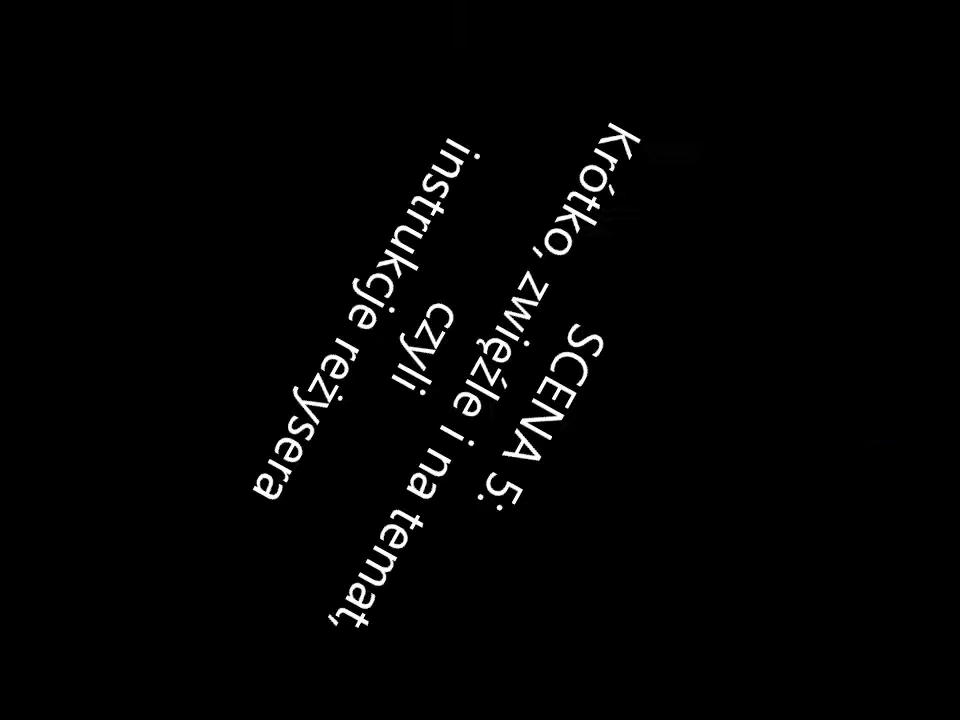 SCENA 5:
Krótko, zwięźle i na temat,
czyli
instrukcje reżysera